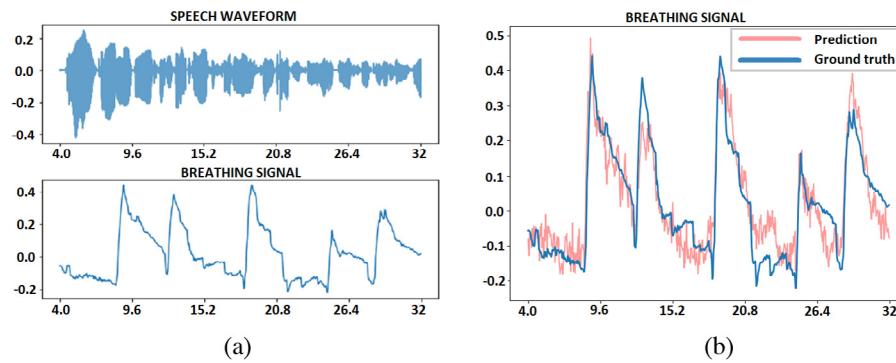 SPEECH WAVEFORM
0.2
0.0
-0.2
-0.4
4.0 9.6 15.2 20.8 26.4 32
BREATHING SIGNAL
0.4
0.2
0.0
-0.2
4.0 9.6 15.2 20.8 26.4 32
(a)
BREATHING SIGNAL
Prediction
Ground truth
0.5
0.4
0.3
0.2
0.1
0.0
-0.1
-0.2
4.0 9.6 15.2 20.8 26.4 32
(b)